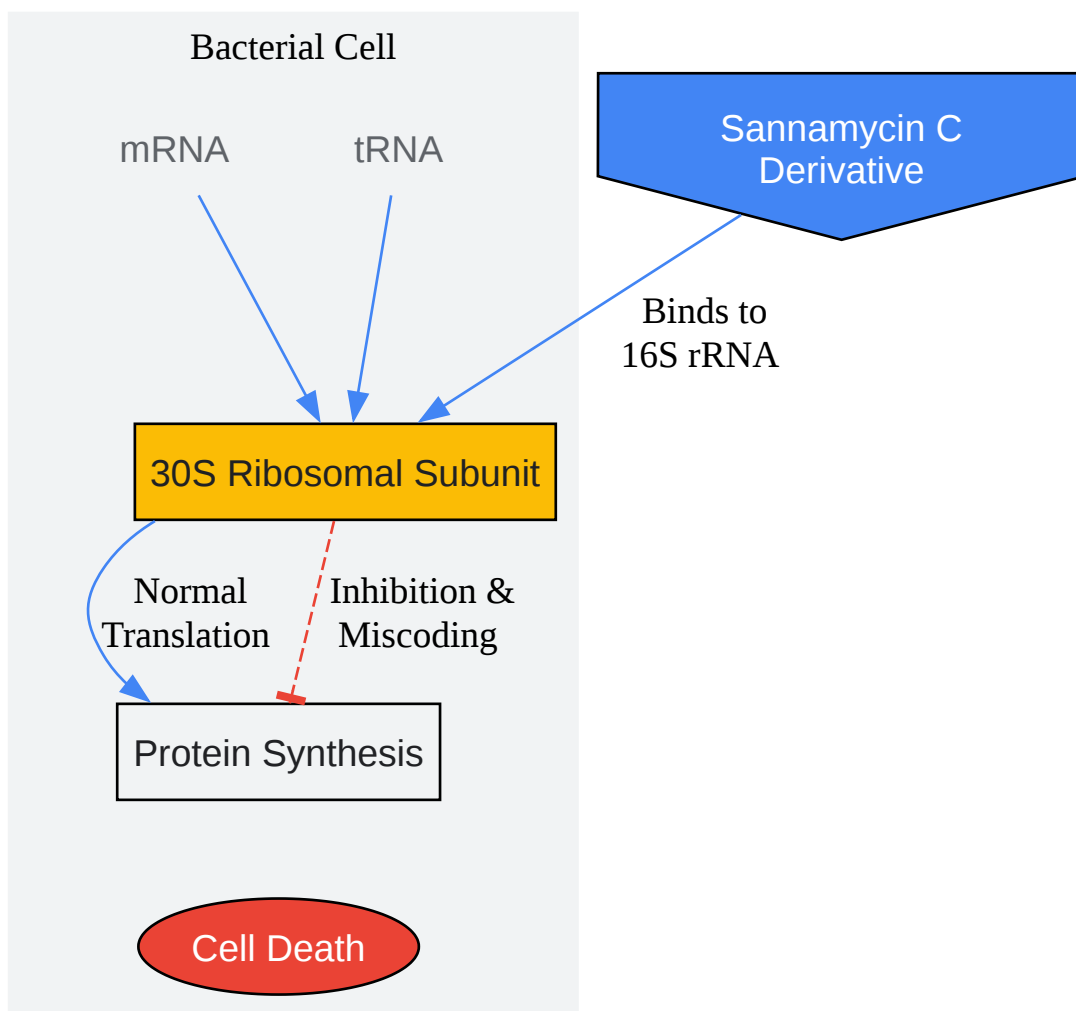 Bacterial Cell
mRNA
tRNA
Sannamycin C
Derivative
Binds to
16S rRNA
30S Ribosomal Subunit
Normal
Translation
Inhibition &
Miscoding
Protein Synthesis
Cell Death